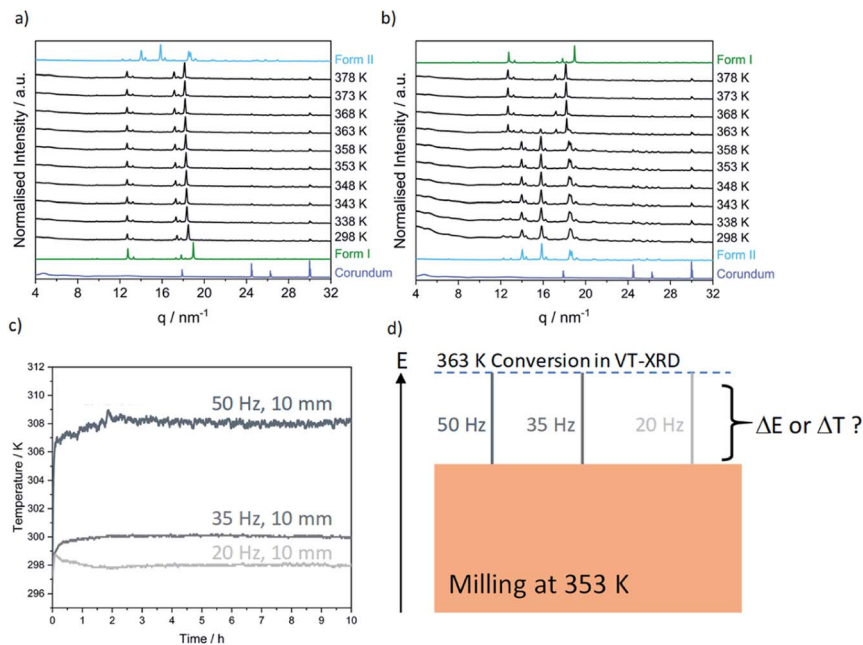 a)
Normalised Intensity / a.u.
Form II
378 K
373 K
368 K
363 K
358 K
353 K
348 K
343 K
338 K
298 K
Form I
Corundum
4 8 12 16 20 24 28 32
q / nm⁻¹
b)
Normalised Intensity / a.u.
Form I
378 K
373 K
368 K
363 K
358 K
353 K
348 K
343 K
338 K
298 K
Form II
Corundum
4 8 12 16 20 24 28 32
q / nm⁻¹
c)
Temperature / K
312
310
308
306
304
302
300
298
296
50 Hz, 10 mm
35 Hz, 10 mm
20 Hz, 10 mm
0 1 2 3 4 5 6 7 8 9 10
Time / h
d)
E
363 K Conversion in VT-XRD
50 Hz
35 Hz
20 Hz
ΔE or ΔT ?
Milling at 353 K